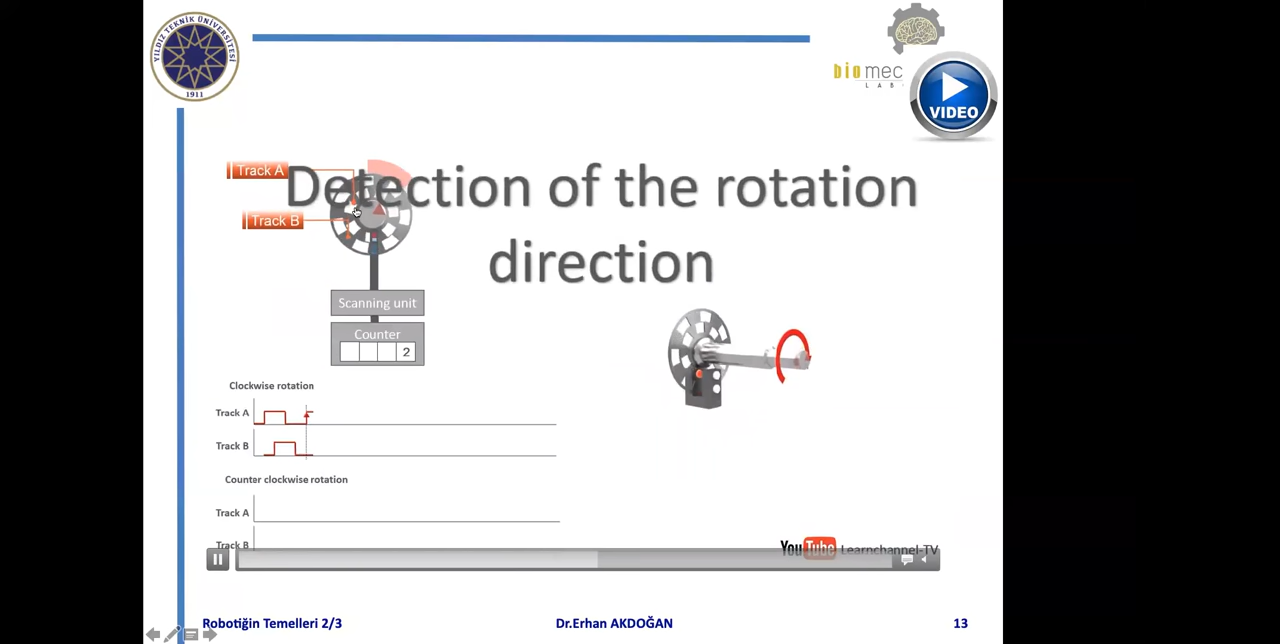 YILDIZ TEKNİK ÜNİVERSİTESİ
1911
biomec
LAB
VIDEO
Track A
Detection of the rotation
direction
Track B
Scanning unit
Counter
2
Clockwise rotation
Track A
Track B
Counter clockwise rotation
Track A
Track B
YouTube Learnchannel-TV
Robotiğin Temelleri 2/3
Dr.Erhan AKDOĞAN
13